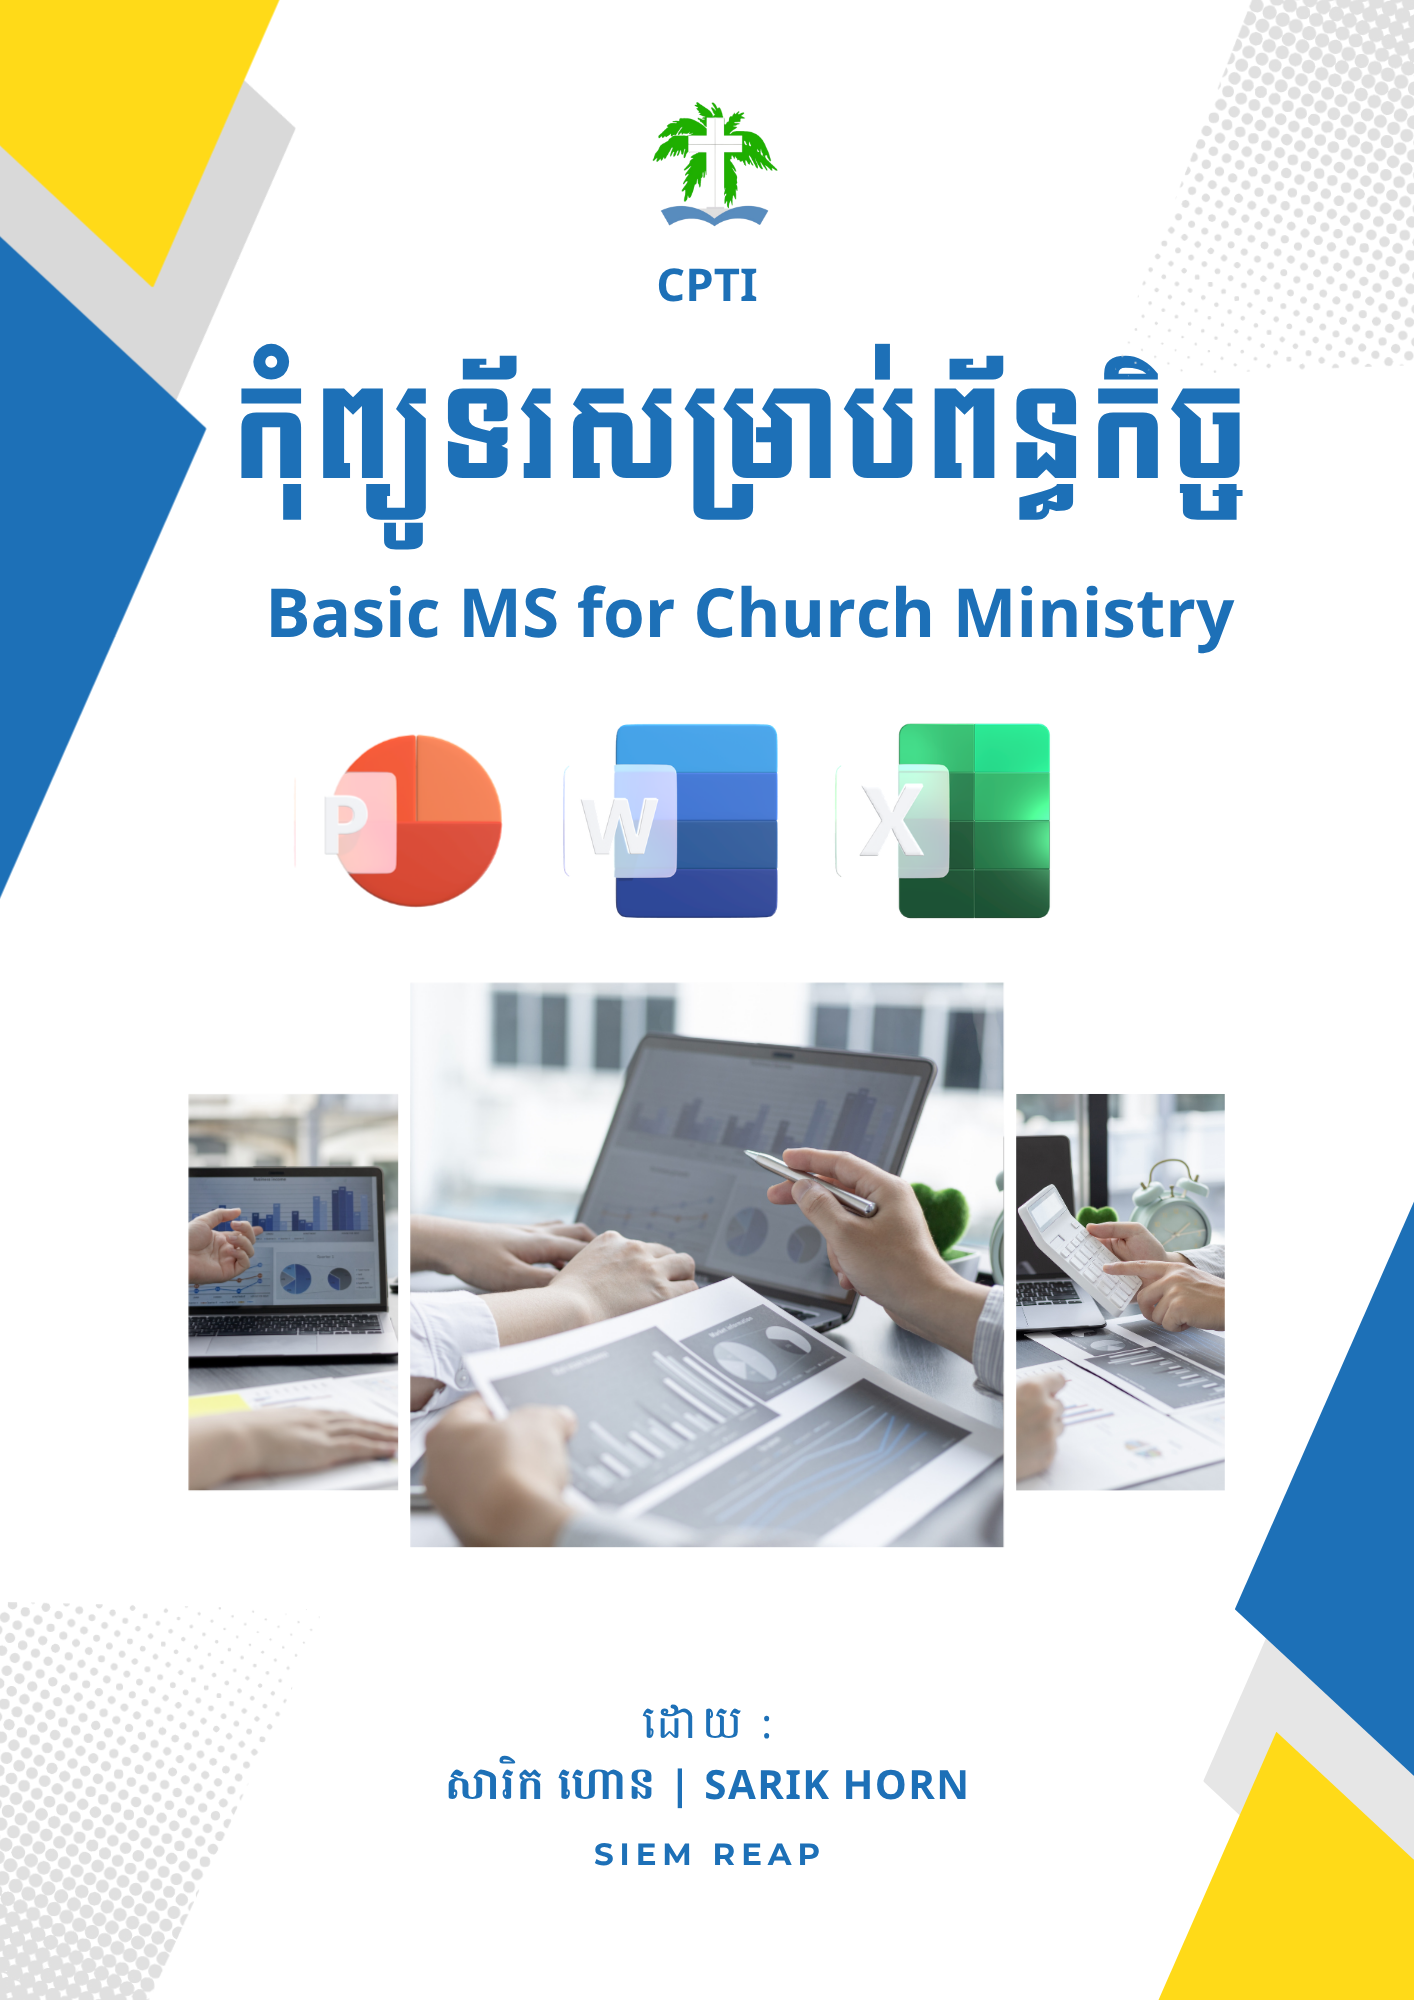 CPTI
កុំព្យូទ័រសម្រាប់ព័ន្ធកិច្ច
Basic MS for Church Ministry
P W X
ដោយ :
សារិក ហោន | SARIK HORN
SIEM REAP